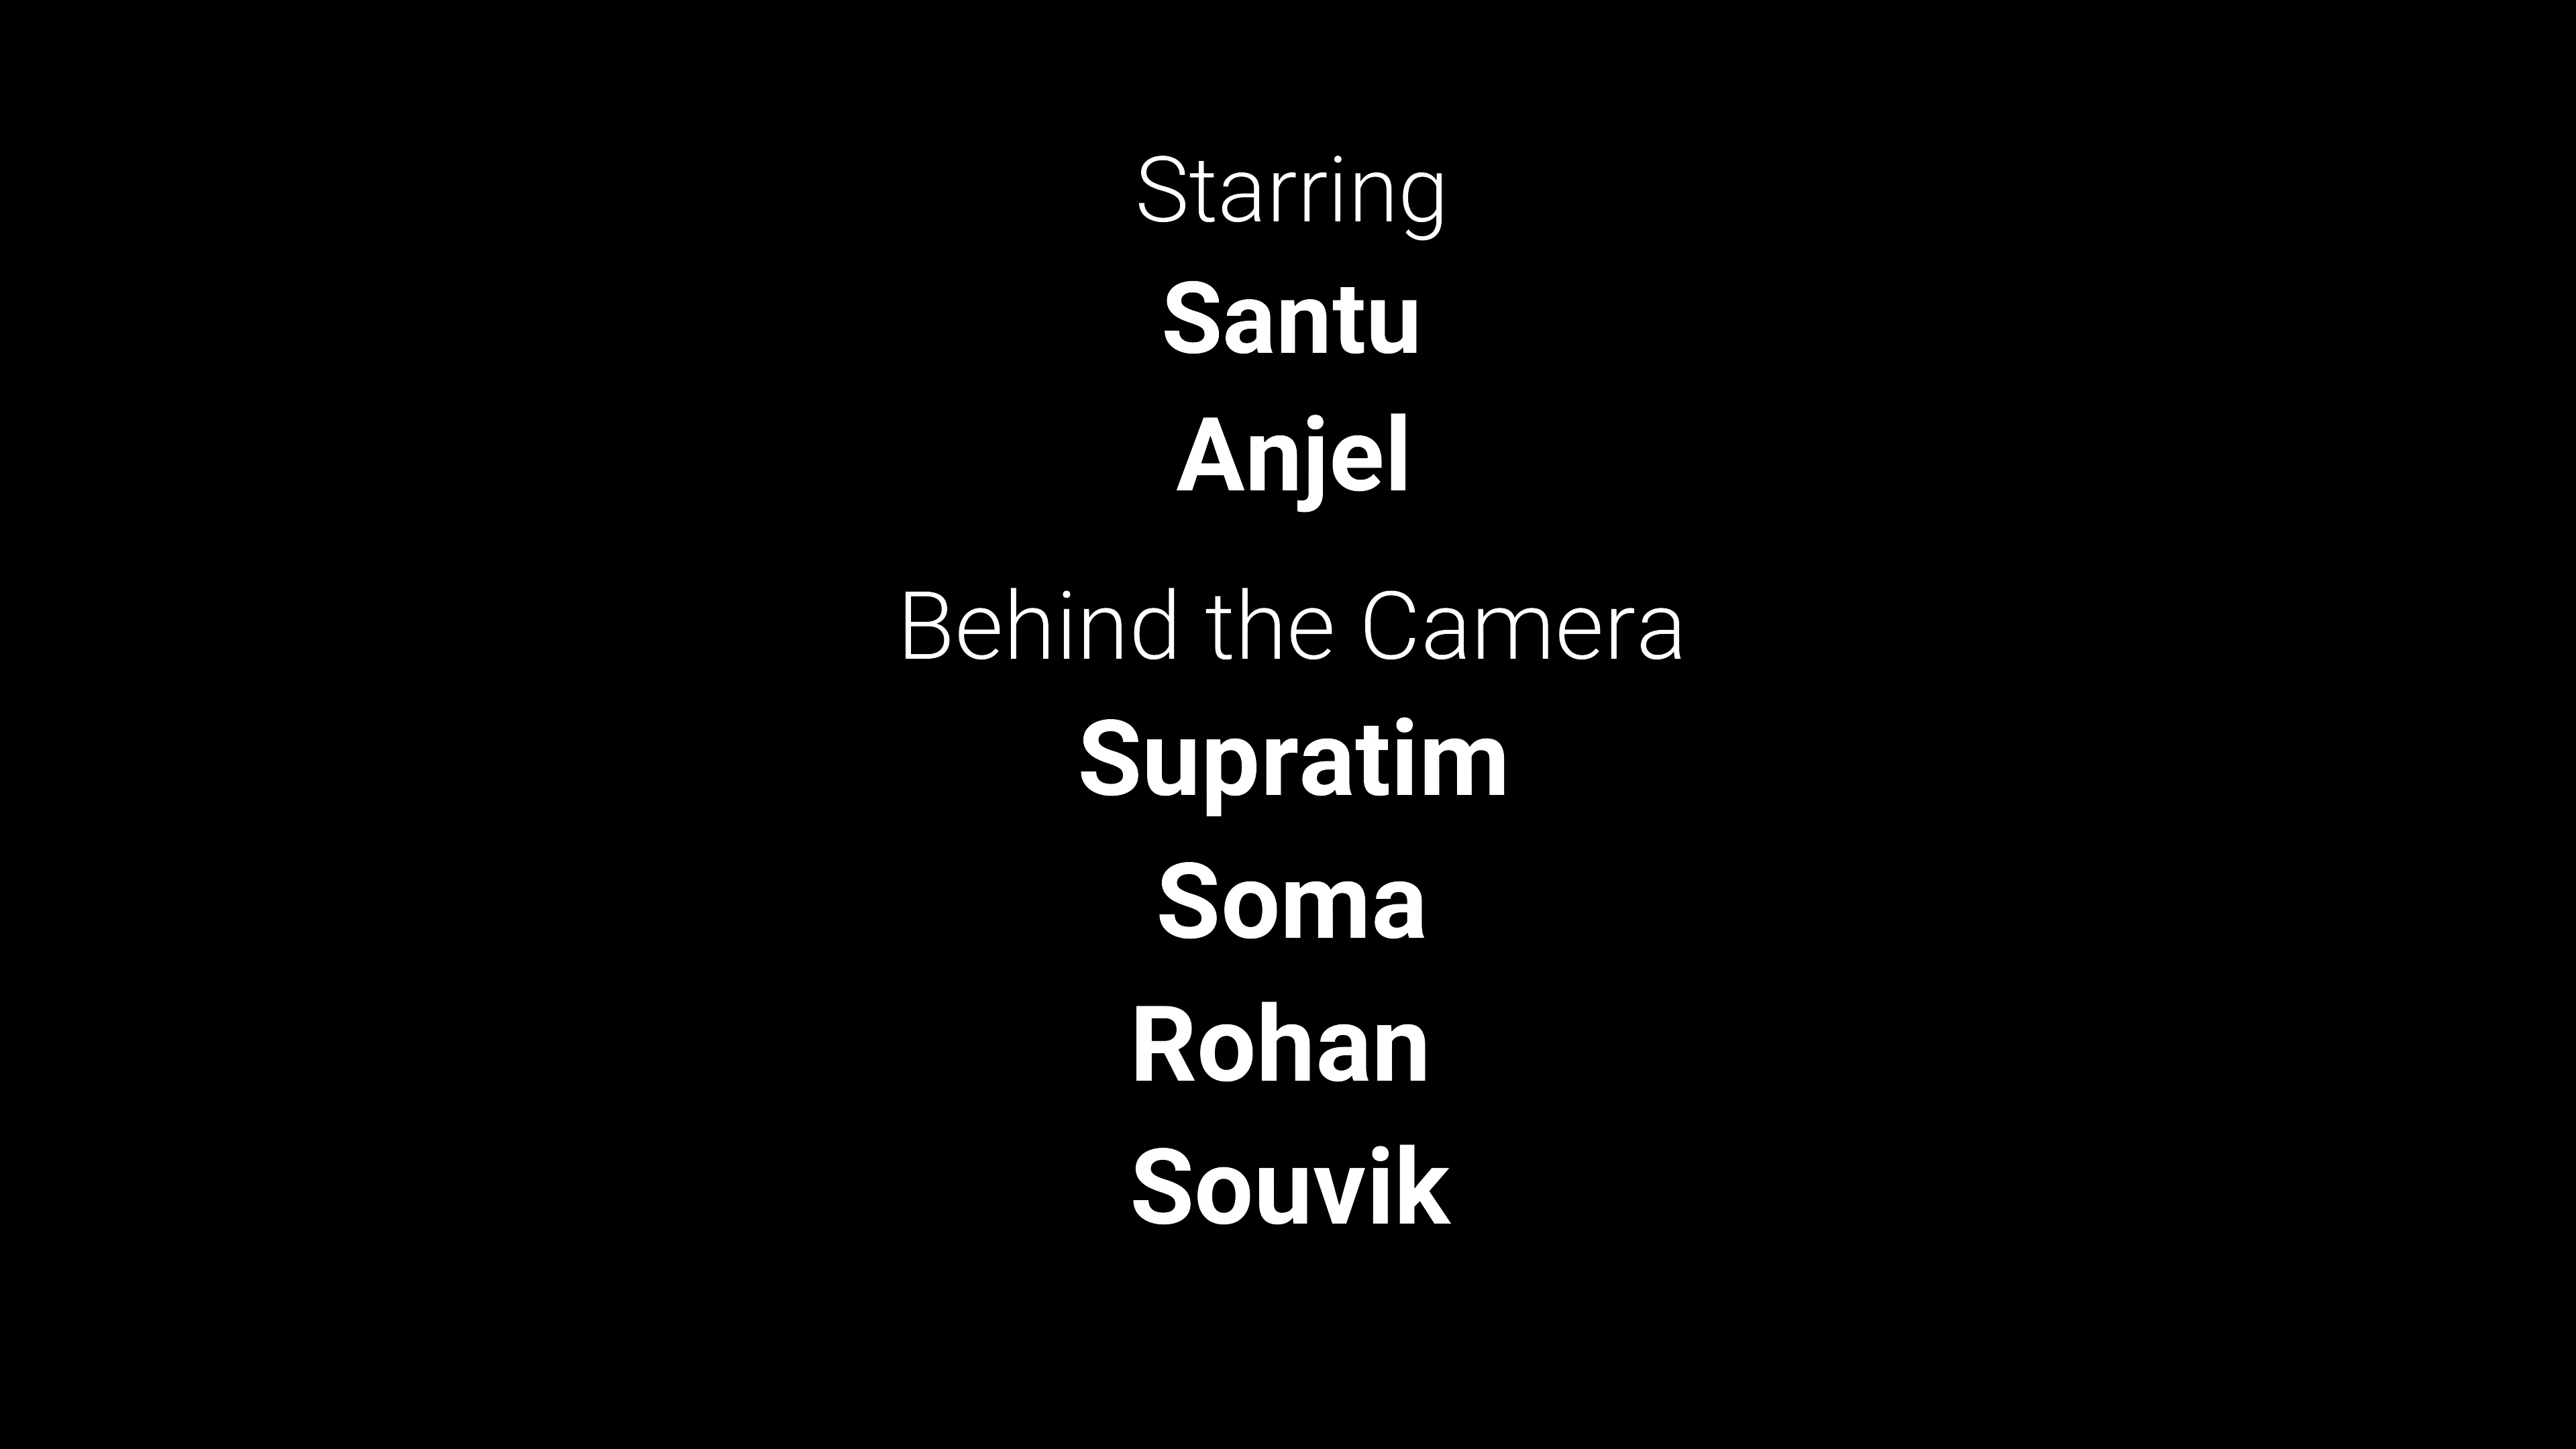 Starring
Santu
Anjel
Behind the Camera
Supratim
Soma
Rohan
Souvik